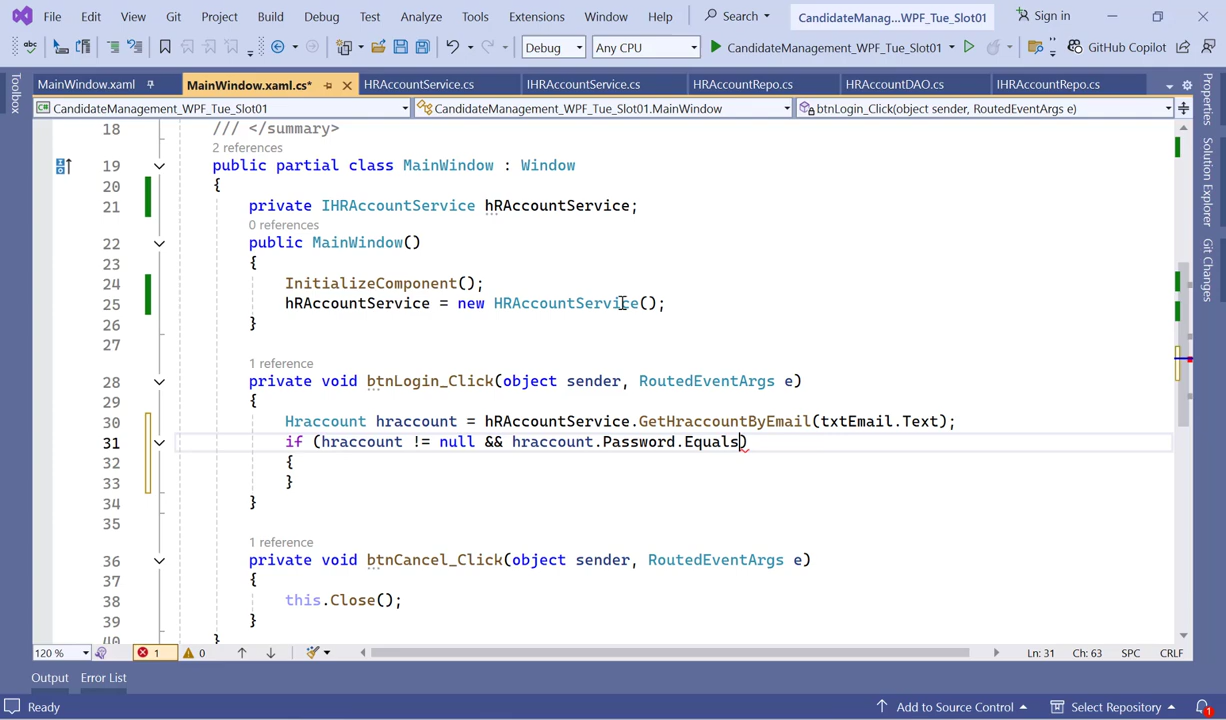 File Edit View Git Project Build Debug Test Analyze Tools Extensions Window Help Search CandidateManag...WPF_Tue_Slot01 Sign in
Debug Any CPU CandidateManagement_WPF_Tue_Slot01 GitHub Copilot
MainWindow.xaml MainWindow.xaml.cs* HRAccountService.cs IHRAccountService.cs HRAccountRepo.cs HRAccountDAO.cs IHRAccountRepo.cs
CandidateManagement_WPF_Tue_Slot01 CandidateManagement_WPF_Tue_Slot01.MainWindow btnLogin_Click(object sender, RoutedEventArgs e)
Toolbox
Properties
Solution Explorer
Git Changes
18 /// </summary>
2 references
19 public partial class MainWindow : Window
20 {
21 private IHRAccountService hRAccountService;
0 references
22 public MainWindow()
23 {
24 InitializeComponent();
25 hRAccountService = new HRAccountService();
26 }
27
1 reference
28 private void btnLogin_Click(object sender, RoutedEventArgs e)
29 {
30 Hraccount hraccount = hRAccountService.GetHraccountByEmail(txtEmail.Text);
31 if (hraccount != null && hraccount.Password.Equals)
32 {
33 }
34 }
35
1 reference
36 private void btnCancel_Click(object sender, RoutedEventArgs e)
37 {
38 this.Close();
39 }
40 }
120 % 1 0 Ln: 31 Ch: 63 SPC CRLF
Output Error List
Ready Add to Source Control Select Repository 1